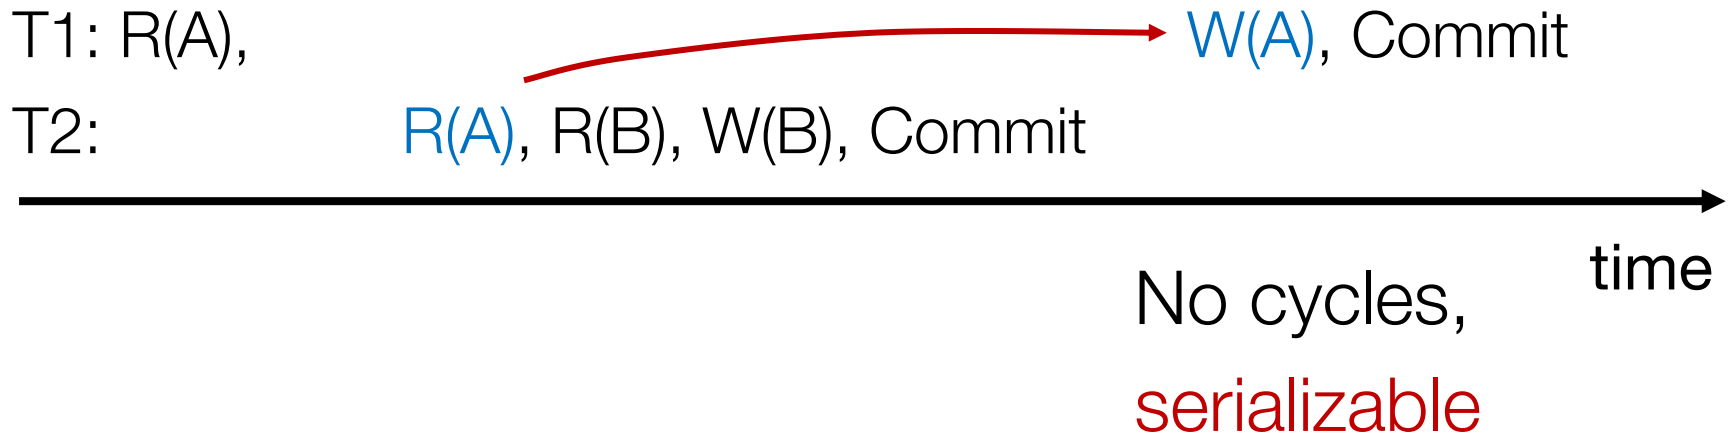 T1: R(A), W(A), Commit
T2: R(A), R(B), W(B), Commit
time
No cycles,
serializable